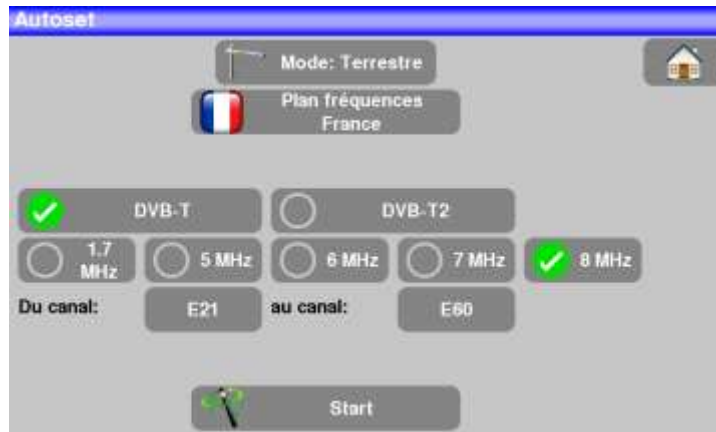 Autoset
Mode: Terrestre
Plan fréquences
France
DVB-T DVB-T2
1.7
MHz
5 MHz 6 MHz 7 MHz 8 MHz
Du canal: E21 au canal: E60
Start